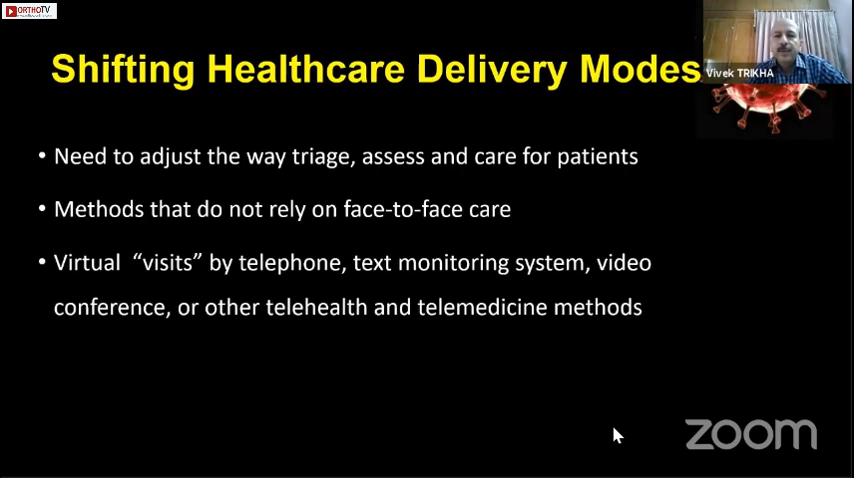 ORTHOTV
Shifting Healthcare Delivery Modes
Vivek TRIKHA
• Need to adjust the way triage, assess and care for patients
• Methods that do not rely on face-to-face care
• Virtual “visits” by telephone, text monitoring system, video
conference, or other telehealth and telemedicine methods
zoom